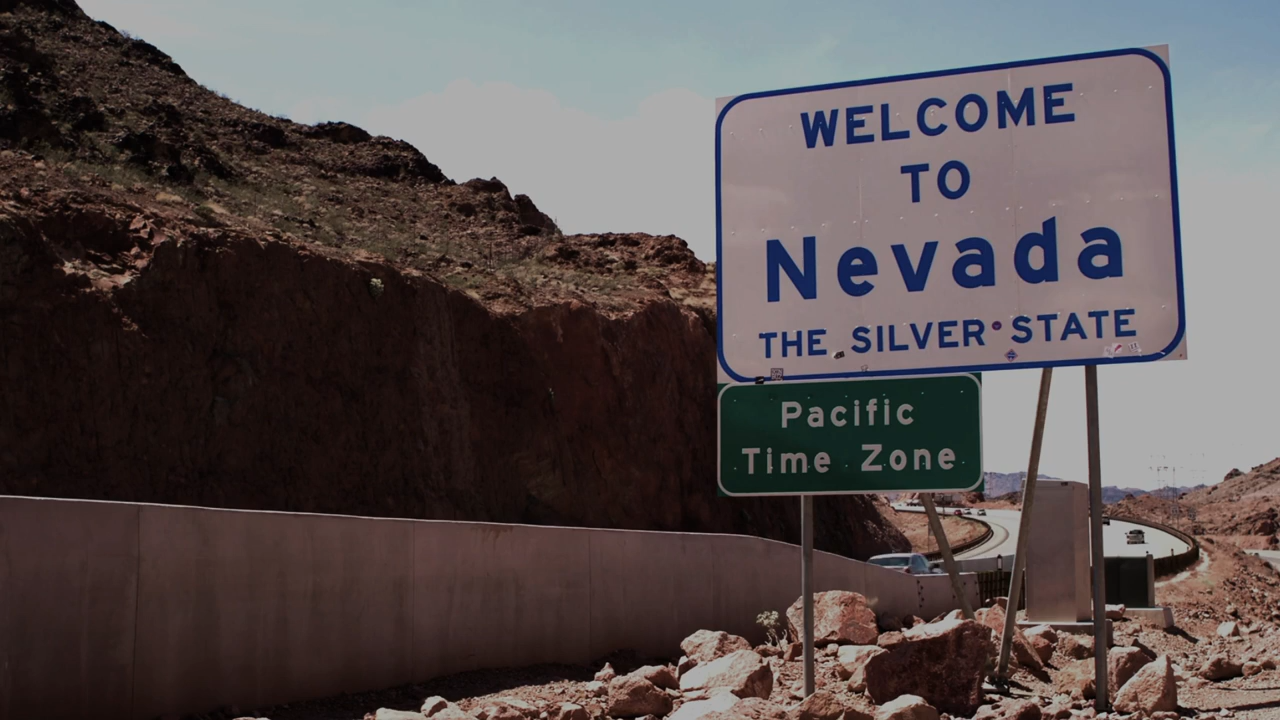 WELCOME
TO
Nevada
THE SILVER STATE
Pacific
Time Zone